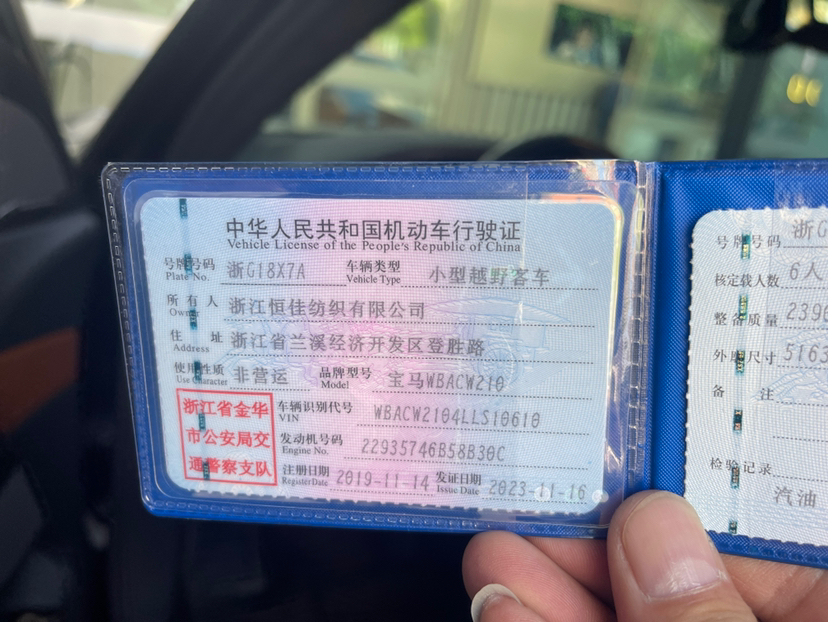 中华人民共和国机动车行驶证
Vehicle License of the People's Republic of China
号牌号码 浙G18X7A 车辆类型 小型越野客车
Plate No. Vehicle Type
所有人 浙江恒佳纺织有限公司
Owner
住址 浙江省兰溪经济开发区登胜路
Address
使用性质 非营运 品牌型号 宝马WBACW210
Use Character Model
浙江省金华
市公安局交
通警察支队
车辆识别代号 WBACW2104LLS10610
VIN
发动机号码 22935746B58B30C
Engine No.
注册日期 2019-11-14 发证日期 2023-11-16
Register Date Issue Date
号牌号码 浙G
核定载人数 6人
整备质量 239
外廓尺寸 5163
备注
检验记录
汽油